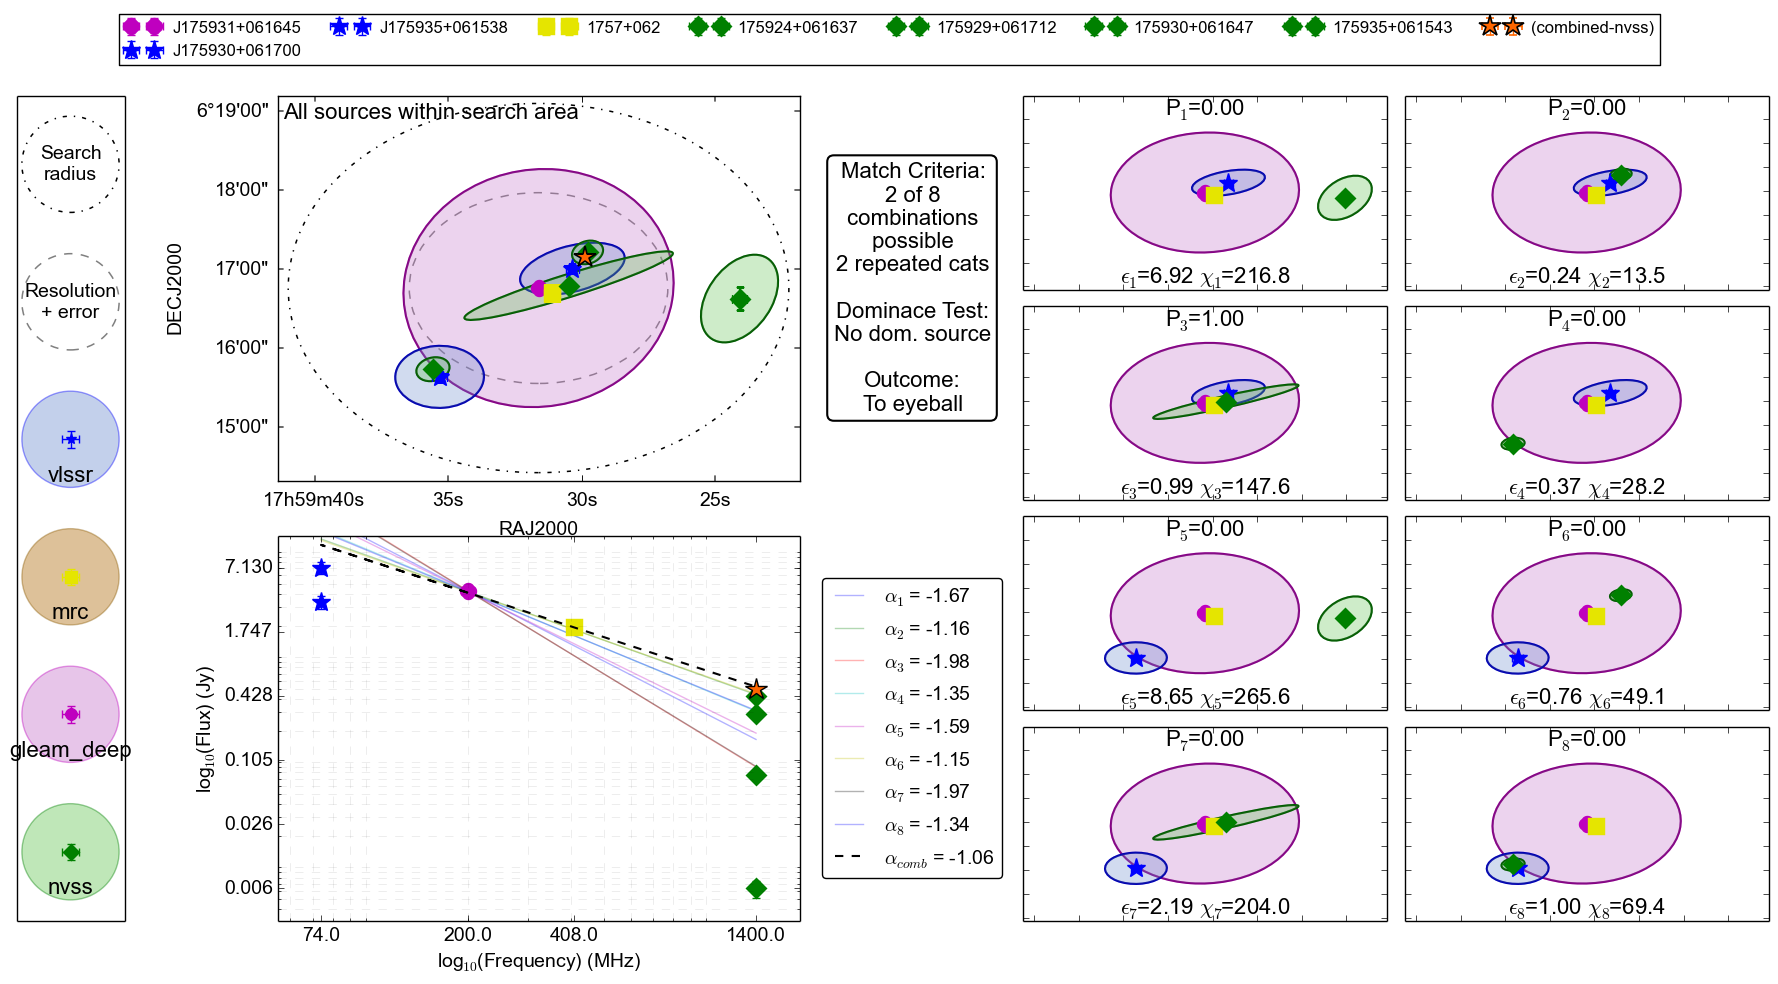 J175931+061645 J175935+061538 1757+062 175924+061637 175929+061712 175930+061647 175935+061543 (combined-nvss)
J175930+061700
Search
radius
Resolution
+ error
vlssr
mrc
gleam_deep
nvss
All sources within search area
DECJ2000
6°19'00"
18'00"
17'00"
16'00"
15'00"
17h59m40s 35s 30s 25s
RAJ2000
Match Criteria:
2 of 8
combinations
possible
2 repeated cats
Dominace Test:
No dom. source
Outcome:
To eyeball
log10(Flux) (Jy)
7.130
1.747
0.428
0.105
0.026
0.006
74.0 200.0 408.0 1400.0
log10(Frequency) (MHz)
α1 = -1.67
α2 = -1.16
α3 = -1.98
α4 = -1.35
α5 = -1.59
α6 = -1.15
α7 = -1.97
α8 = -1.34
αcomb = -1.06
P1=0.00
ϵ1=6.92 χ1=216.8
P2=0.00
ϵ2=0.24 χ2=13.5
P3=1.00
ϵ3=0.99 χ3=147.6
P4=0.00
ϵ4=0.37 χ4=28.2
P5=0.00
ϵ5=8.65 χ5=265.6
P6=0.00
ϵ6=0.76 χ6=49.1
P7=0.00
ϵ7=2.19 χ7=204.0
P8=0.00
ϵ8=1.00 χ8=69.4